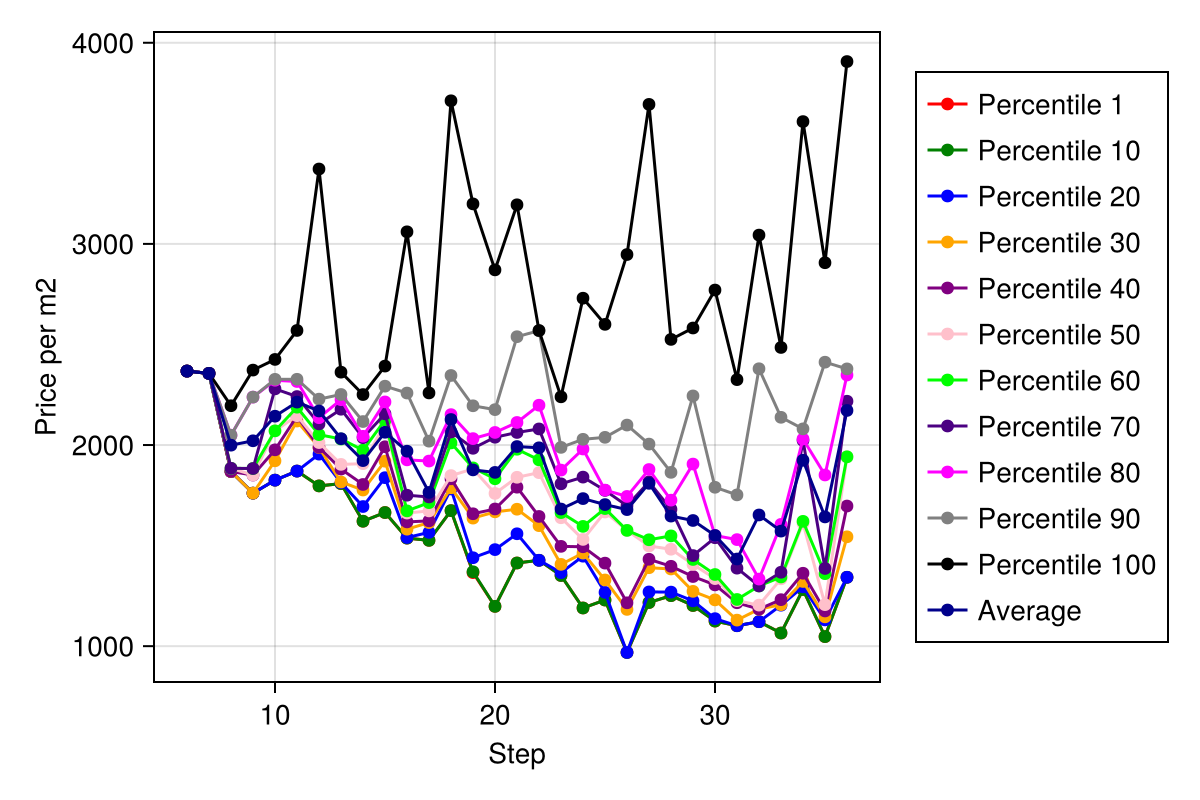 4000
3000
2000
1000
Price per m2
10
20
30
Step
Percentile 1
Percentile 10
Percentile 20
Percentile 30
Percentile 40
Percentile 50
Percentile 60
Percentile 70
Percentile 80
Percentile 90
Percentile 100
Average